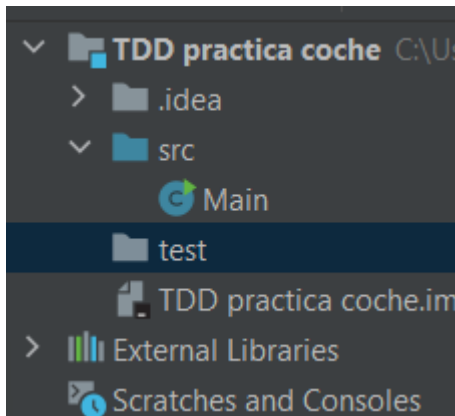 TDD practica coche C:\Us
.idea
src
C Main
test
TDD practica coche.im
External Libraries
Scratches and Consoles